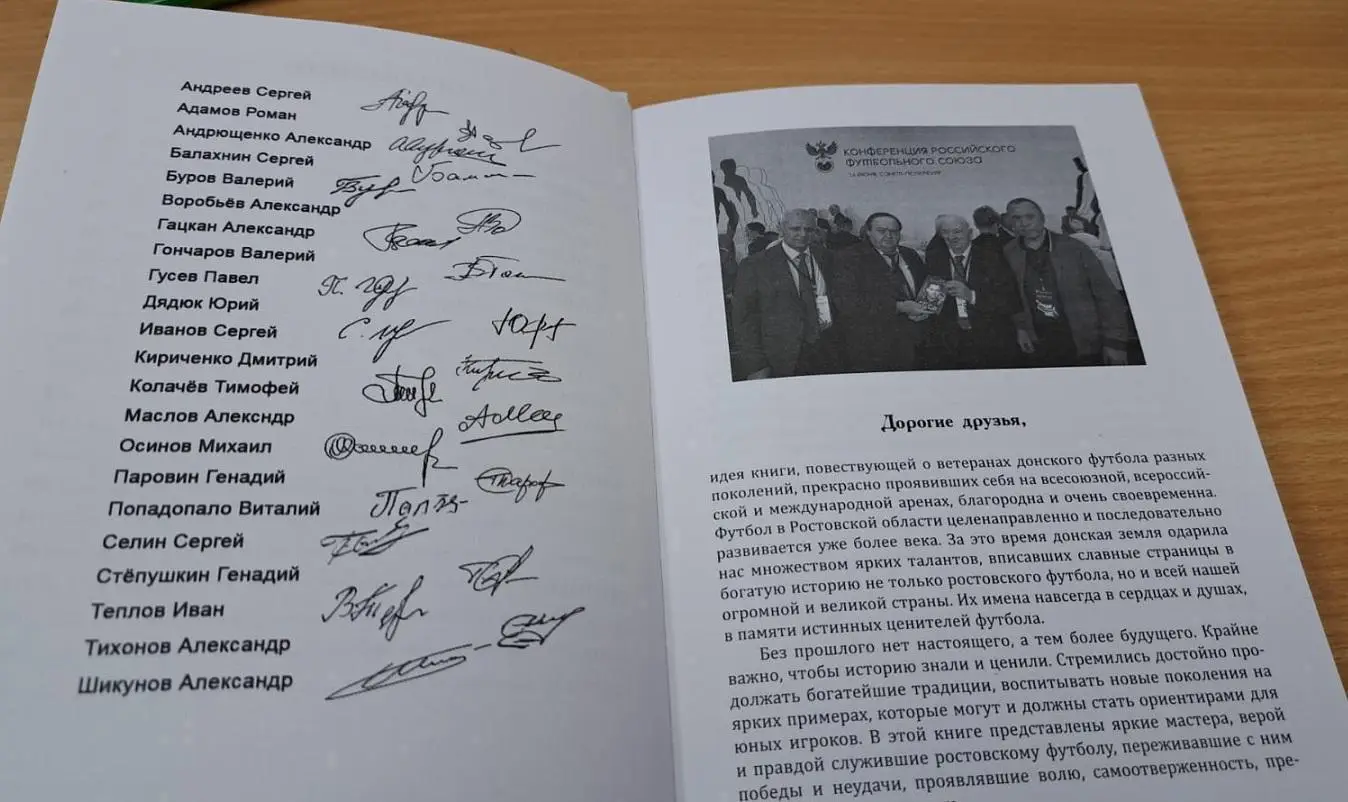 Андреев Сергей
Адамов Роман
Андрющенко Александр
Балахнин Сергей
Буров Валерий
Воробьёв Александр
Гацкан Александр
Гончаров Валерий
Гусев Павел
Дядюк Юрий
Иванов Сергей
Кириченко Дмитрий
Колачёв Тимофей
Маслов Алексндр
Осинов Михаил
Паровин Генадий
Попадопало Виталий
Селин Сергей
Стёпушкин Генадий
Теплов Иван
Тихонов Александр
Шикунов Александр
КОНФЕРЕНЦИЯ РОССИЙСКОГО
ФУТБОЛЬНОГО СОЮЗА
Дорогие друзья,
идея книги, повествующей о ветеранах донского футбола разных
поколений, прекрасно проявивших себя на всесоюзной, всероссий-
ской и международной аренах, благородна и очень своевременна.
Футбол в Ростовской области целенаправленно и последовательно
развивается уже более века. За это время донская земля одарила
нас множеством ярких талантов, вписавших славные страницы в
богатую историю не только ростовского футбола, но и всей нашей
огромной и великой страны. Их имена навсегда в сердцах и душах,
в памяти истинных ценителей футбола.
Без прошлого нет настоящего, а тем более будущего. Крайне
важно, чтобы историю знали и ценили. Стремились достойно про-
должать богатейшие традиции, воспитывать новые поколения на
ярких примерах, которые могут и должны стать ориентирами для
юных игроков. В этой книге представлены яркие мастера, верой
и правдой служившие ростовскому футболу, переживавшие с ним
победы и неудачи, проявлявшие волю, самоотверженность, пре-